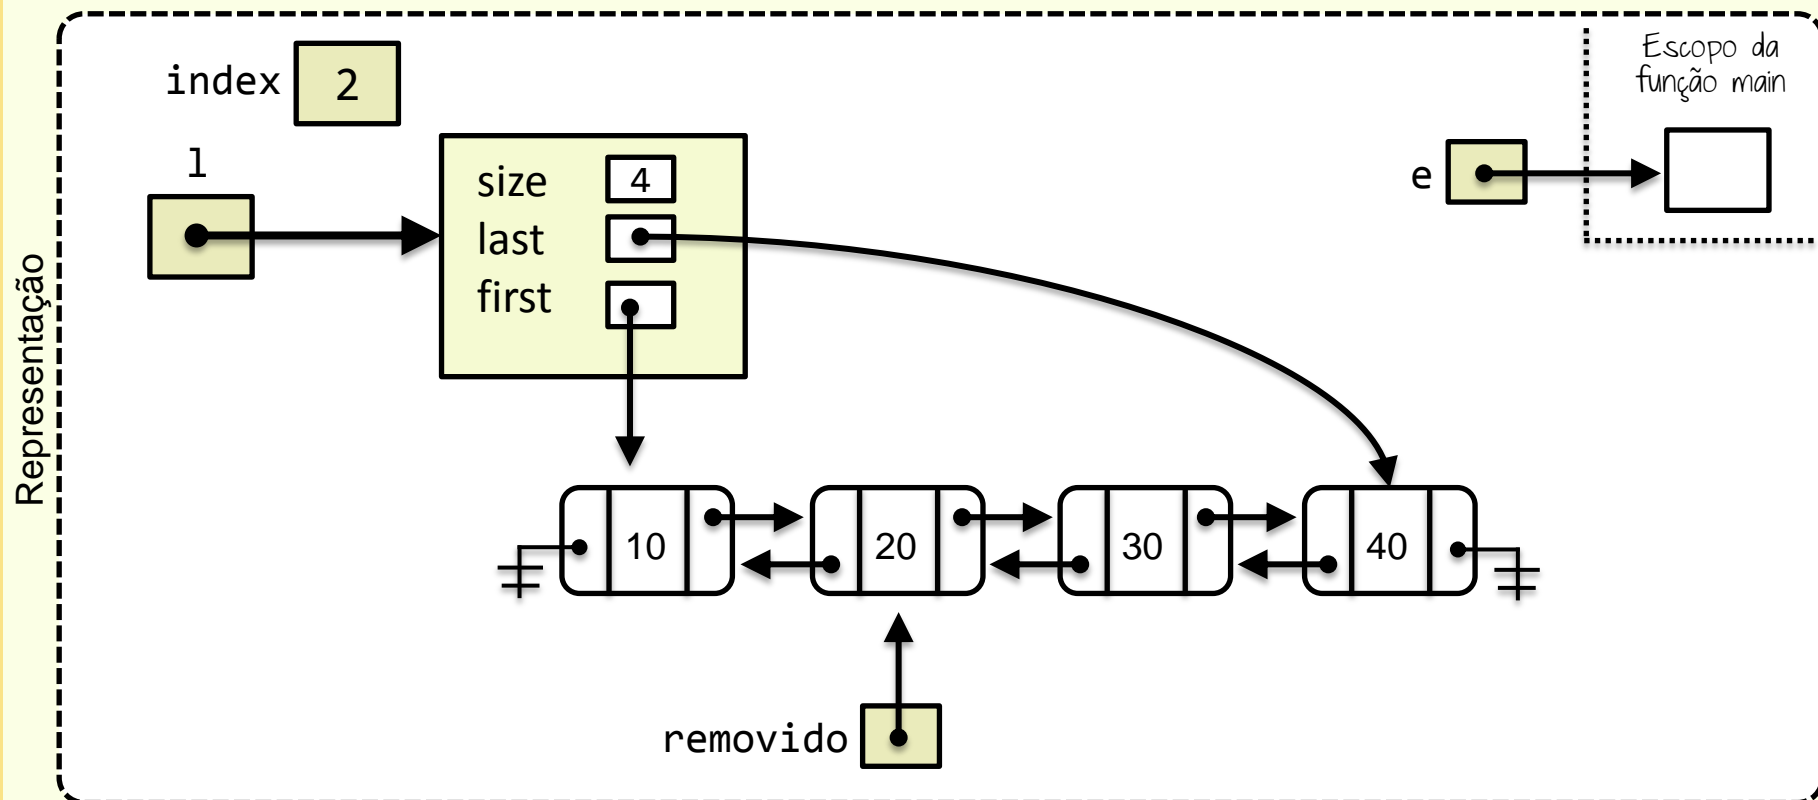 Representação
index 2
l
size 4
last
first
e
Escopo da
função main
10 20 30 40
removido